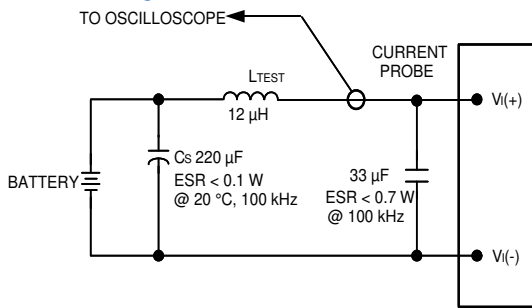 TO OSCILLOSCOPE
CURRENT
PROBE
LTEST
12 µH
VI(+)
BATTERY
CS 220 µF
ESR < 0.1 W
@ 20 °C, 100 kHz
33 µF
ESR < 0.7 W
@ 100 kHz
VI(-)